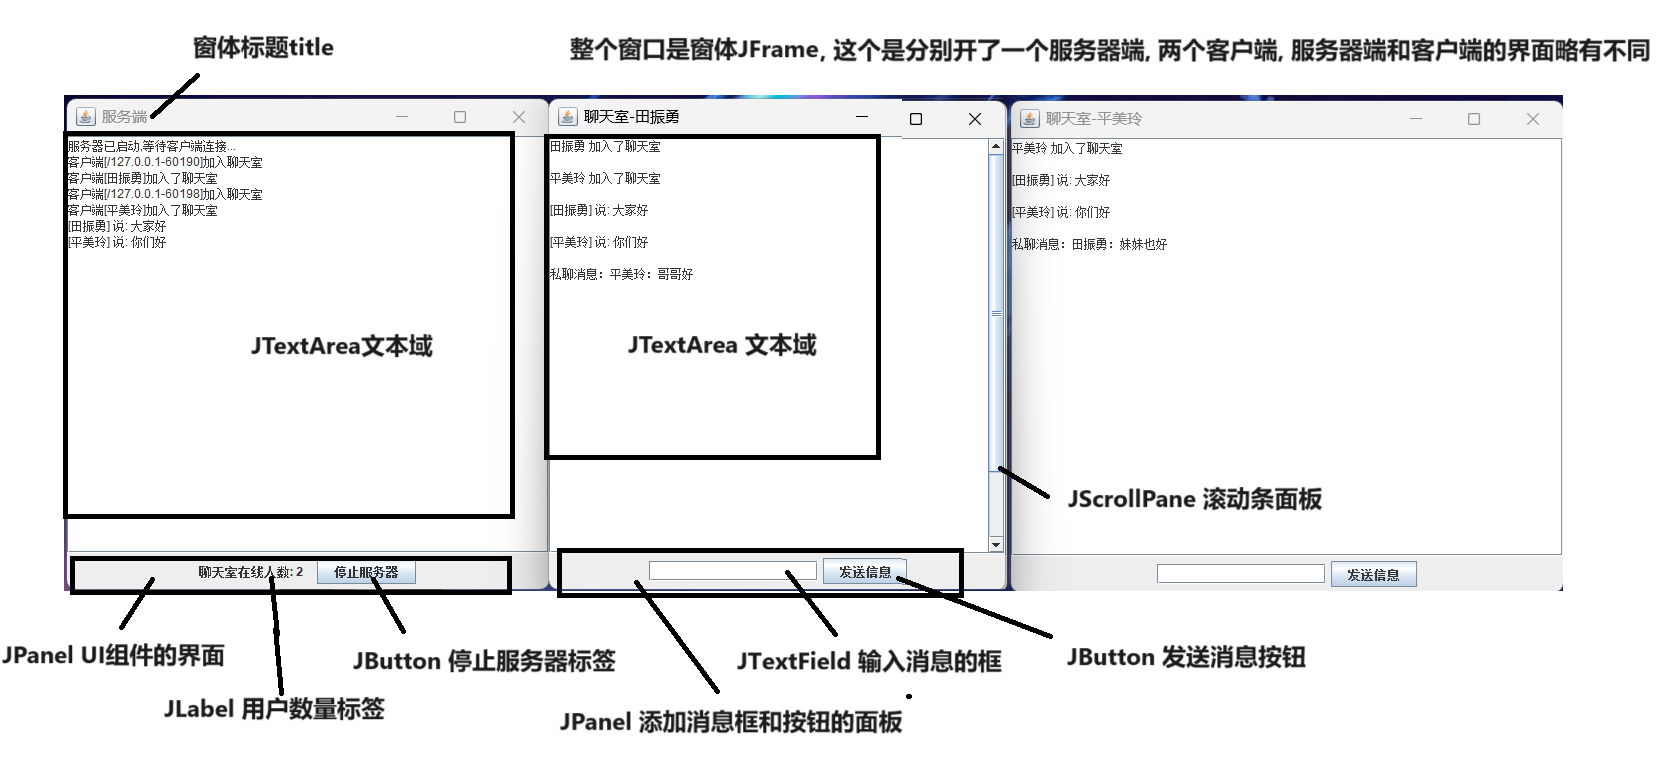 窗体标题title
整个窗口是窗体JFrame, 这个是分别开了一个服务器端, 两个客户端, 服务器端和客户端的界面略有不同
服务端
服务器已启动,等待客户端连接...
客户端[/127.0.0.1-60190]加入聊天室
客户端[田振勇]加入了聊天室
客户端[/127.0.0.1-60198]加入聊天室
客户端[平美玲]加入了聊天室
[田振勇] 说: 大家好
[平美玲] 说: 你们好
JTextArea文本域
聊天室在线人数: 2
停止服务器
聊天室-田振勇
田振勇 加入了聊天室
平美玲 加入了聊天室
[田振勇] 说: 大家好
[平美玲] 说: 你们好
私聊消息：平美玲：哥哥好
JTextArea 文本域
发送信息
聊天室-平美玲
平美玲 加入了聊天室
[田振勇] 说: 大家好
[平美玲] 说: 你们好
私聊消息：田振勇：妹妹也好
JScrollPane 滚动条面板
发送信息
JPanel UI组件的界面
JLabel 用户数量标签
JButton 停止服务器标签
JPanel 添加消息框和按钮的面板
JTextField 输入消息的框
JButton 发送消息按钮